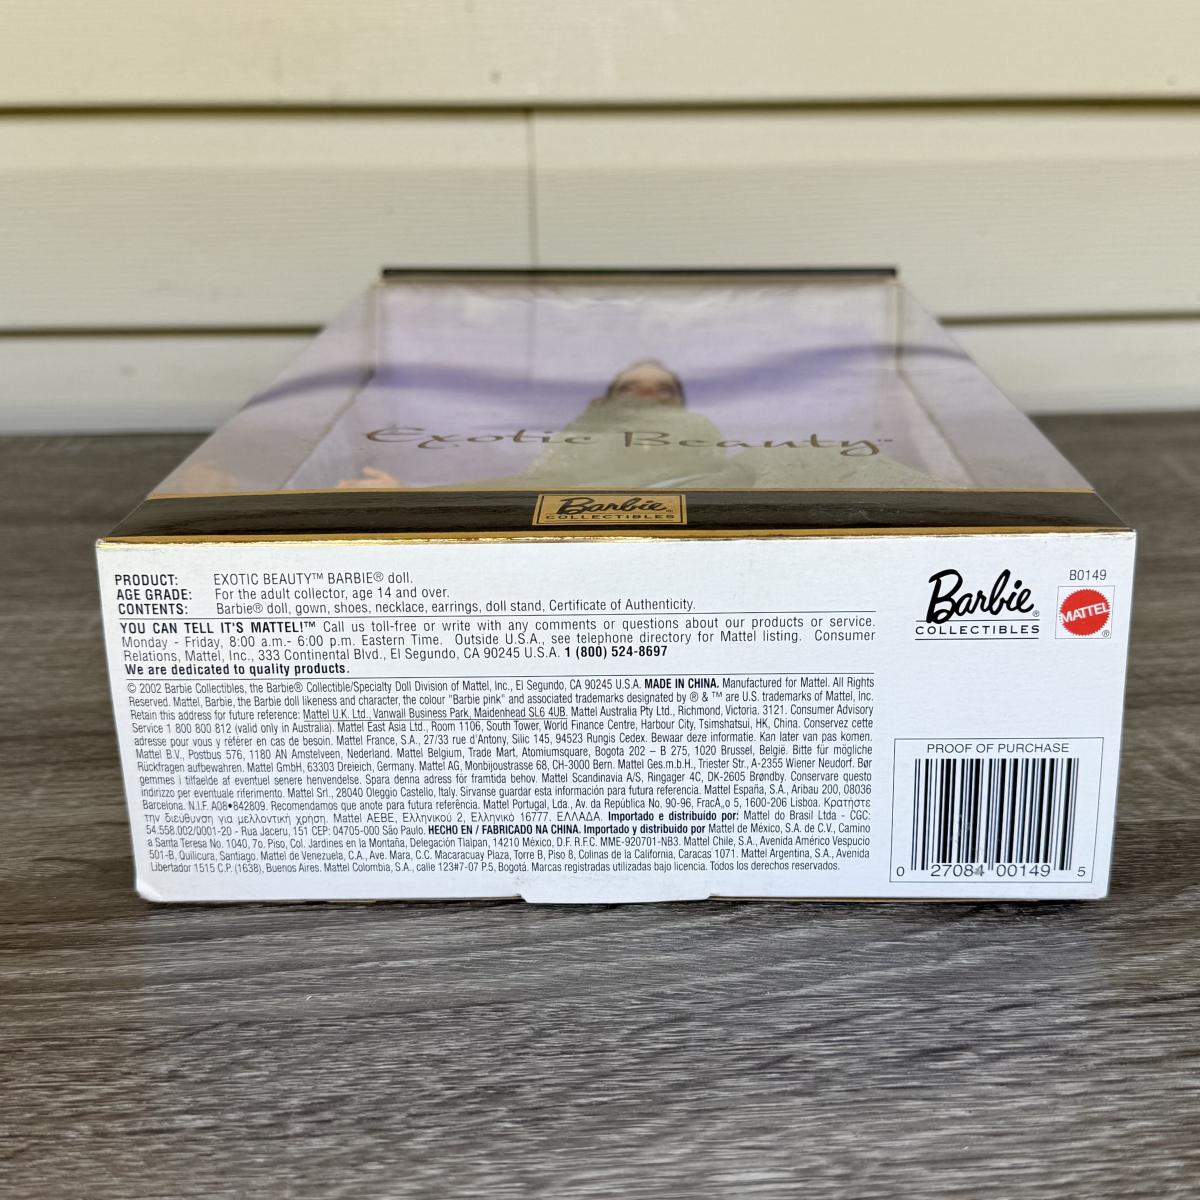 Exotic Beauty™
Barbie®
COLLECTIBLES
PRODUCT: EXOTIC BEAUTY™ BARBIE® doll.
AGE GRADE: For the adult collector, age 14 and over.
CONTENTS: Barbie® doll, gown, shoes, necklace, earrings, doll stand, Certificate of Authenticity.
YOU CAN TELL IT'S MATTEL!™ Call us toll-free or write with any comments or questions about our products or service.
Monday - Friday, 8:00 a.m.- 6:00 p.m. Eastern Time. Outside U.S.A., see telephone directory for Mattel listing. Consumer
Relations, Mattel, Inc., 333 Continental Blvd., El Segundo, CA 90245 U.S.A. 1 (800) 524-8697
We are dedicated to quality products.
© 2002 Barbie Collectibles, the Barbie® Collectible/Specialty Doll Division of Mattel, Inc., El Segundo, CA 90245 U.S.A. MADE IN CHINA. Manufactured for Mattel. All Rights
Reserved. Mattel, Barbie, the Barbie doll likeness and character, the colour "Barbie pink" and associated trademarks designated by ® & ™ are U.S. trademarks of Mattel, Inc.
Retain this address for future reference: Mattel U.K. Ltd., Vanwall Business Park, Maidenhead SL6 4UB. Mattel Australia Pty Ltd., Richmond, Victoria. 3121. Consumer Advisory
Service 1 800 800 812 (valid only in Australia). Mattel East Asia Ltd., Room 1106, South Tower, World Finance Centre, Harbour City, Tsimshatsui, HK, China. Conservez cette
adresse pour vous y référer en cas de besoin. Mattel France, S.A., 27/33 rue d'Antony, Silic 145, 94523 Rungis Cedex. Bewaar deze informatie. Kan later van pas komen.
Mattel B.V., Postbus 576, 1180 AN Amstelveen, Nederland. Mattel Belgium, Trade Mart, Atomiumsquare, Bogota 202 – B 275, 1020 Brussel, België. Bitte für mögliche
Rückfragen aufbewahren. Mattel GmbH, 63303 Dreieich, Germany. Mattel AG, Monbijoustrasse 68, CH-3000 Bern. Mattel Ges.m.b.H., Triester Str., A-2355 Wiener Neudorf. Bør
gemmes i tilfaelde af eventuel senere henvendelse. Spara denna adress för framtida behov. Mattel Scandinavia A/S, Ringager 4C, DK-2605 Brøndby. Conservare questo
indirizzo per eventuale riferimento. Mattel Srl., 28040 Oleggio Castello, Italy. Sirvanse guardar esta información para futura referencia. Mattel España, S.A., Aribau 200, 08036
Barcelona. N.I.F. A08•842809. Recomendamos que anote para futura referência. Mattel Portugal, Lda., Av. da República No. 90-96, FracA,o 5, 1600-206 Lisboa. Κρατήστε
την διεύθυνση για μελλοντική χρήση. Mattel AEBE, Ελληνικού 2, Ελληνικό 16777. ΕΛΛΑΔΑ. Importado e distribuido por: Mattel do Brasil Ltda - CGC:
54.558.002/0001-20 - Rua Jaceru, 151 CEP: 04705-000 São Paulo. HECHO EN / FABRICADO NA CHINA. Importado y distribuido por Mattel de México, S.A. de C.V., Camino
a Santa Teresa No. 1040, 7o. Piso, Col. Jardines en la Montaña, Delegación Tlalpan, 14210 México, D.F. R.F.C. MME-920701-NB3. Mattel Chile, S.A., Avenida Américo Vespucio
501-B, Quilicura, Santiago. Mattel de Venezuela, C.A., Ave. Mara, C.C. Macaracuay Plaza, Torre B, Piso 8, Colinas de la California, Caracas 1071. Mattel Argentina, S.A., Avenida
Libertador 1515 C.P. (1638), Buenos Aires. Mattel Colombia, S.A., calle 123#7-07 P.5, Bogotá. Marcas registradas utilizadas bajo licencia. Todos los derechos reservados.
Barbie®
COLLECTIBLES
B0149
MATTEL®
PROOF OF PURCHASE
0 27084 00149 5